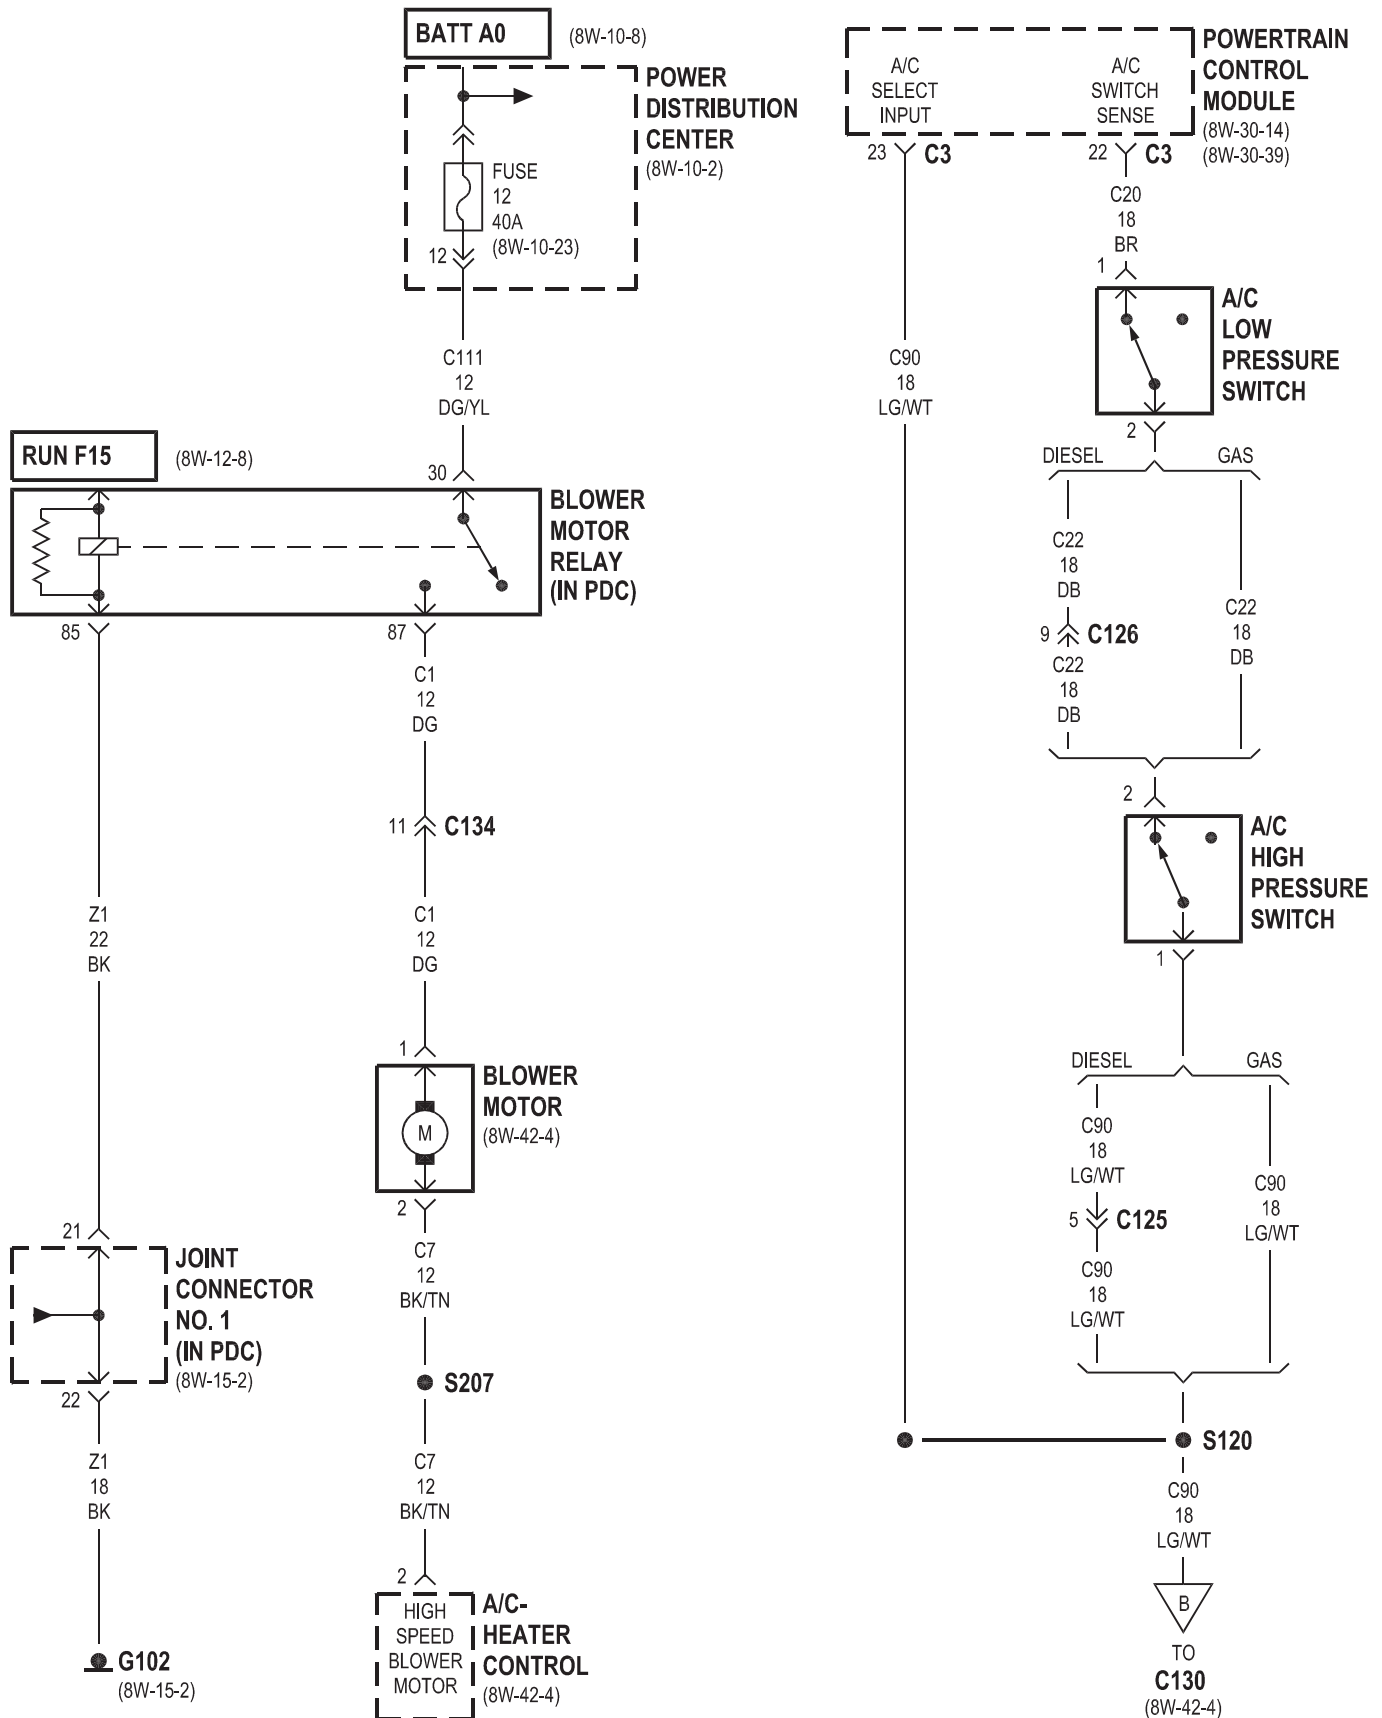 BATT A0
(8W-10-8)
POWER
DISTRIBUTION
CENTER
(8W-10-2)
FUSE
12
40A
(8W-10-23)
12
C111
12
DG/YL
RUN F15
(8W-12-8)
30
BLOWER
MOTOR
RELAY
(IN PDC)
85
87
C1
12
DG
11
C134
Z1
22
BK
C1
12
DG
1
BLOWER
MOTOR
(8W-42-4)
M
2
21
JOINT
CONNECTOR
NO. 1
(IN PDC)
(8W-15-2)
22
C7
12
BK/TN
S207
Z1
18
BK
C7
12
BK/TN
2
HIGH
SPEED
BLOWER
MOTOR
A/C-
HEATER
CONTROL
(8W-42-4)
G102
(8W-15-2)
A/C
SELECT
INPUT
A/C
SWITCH
SENSE
POWERTRAIN
CONTROL
MODULE
(8W-30-14)
(8W-30-39)
23
C3
22
C3
C20
18
BR
1
A/C
LOW
PRESSURE
SWITCH
C90
18
LG/WT
2
DIESEL
GAS
C22
18
DB
9
C126
C22
18
DB
C22
18
DB
2
A/C
HIGH
PRESSURE
SWITCH
1
DIESEL
GAS
C90
18
LG/WT
5
C125
C90
18
LG/WT
C90
18
LG/WT
S120
C90
18
LG/WT
B
TO
C130
(8W-42-4)